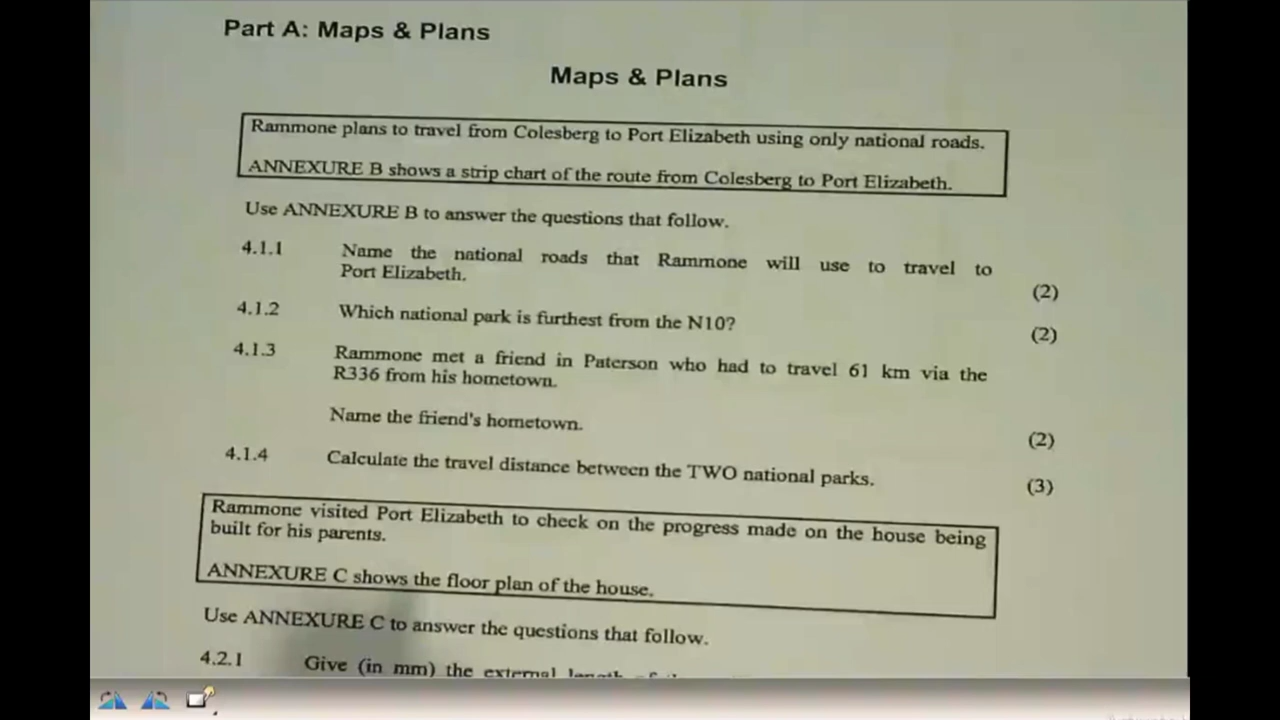 Part A: Maps & Plans
Maps & Plans
Rammone plans to travel from Colesberg to Port Elizabeth using only national roads.
ANNEXURE B shows a strip chart of the route from Colesberg to Port Elizabeth.
Use ANNEXURE B to answer the questions that follow.
4.1.1 Name the national roads that Rammone will use to travel to
Port Elizabeth. (2)
4.1.2 Which national park is furthest from the N10? (2)
4.1.3 Rammone met a friend in Paterson who had to travel 61 km via the
R336 from his hometown.
Name the friend's hometown. (2)
4.1.4 Calculate the travel distance between the TWO national parks. (3)
Rammone visited Port Elizabeth to check on the progress made on the house being
built for his parents.
ANNEXURE C shows the floor plan of the house.
Use ANNEXURE C to answer the questions that follow.
4.2.1 Give (in mm) the external length of